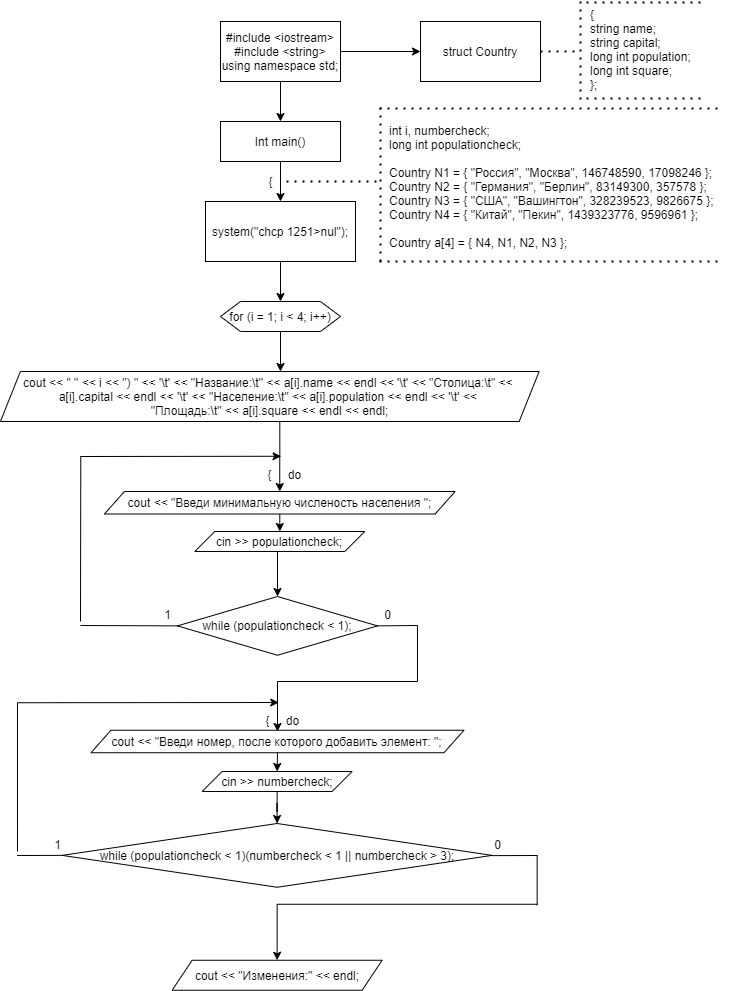 #include <iostream>
#include <string>
using namespace std;
struct Country
{
string name;
string capital;
long int population;
long int square;
};
Int main()
{
int i, numbercheck;
long int populationcheck;
Country N1 = { "Россия", "Москва", 146748590, 17098246 };
Country N2 = { "Германия", "Берлин", 83149300, 357578 };
Country N3 = { "США", "Вашингтон", 328239523, 9826675 };
Country N4 = { "Китай", "Пекин", 1439323776, 9596961 };
Country a[4] = { N4, N1, N2, N3 };
system("chcp 1251>nul");
for (i = 1; i < 4; i++)
cout << " " << i << ") " << '\t' << "Название:\t" << a[i].name << endl << '\t' << "Столица:\t" <<
a[i].capital << endl << '\t' << "Население:\t" << a[i].population << endl << '\t' <<
"Площадь:\t" << a[i].square << endl << endl;
{ do
cout << "Введи минимальную численость населения ";
cin >> populationcheck;
1
0
while (populationcheck < 1);
{ do
cout << "Введи номер, после которого добавить элемент: ";
cin >> numbercheck;
1
0
while (populationcheck < 1)(numbercheck < 1 || numbercheck > 3);
cout << "Изменения:" << endl;